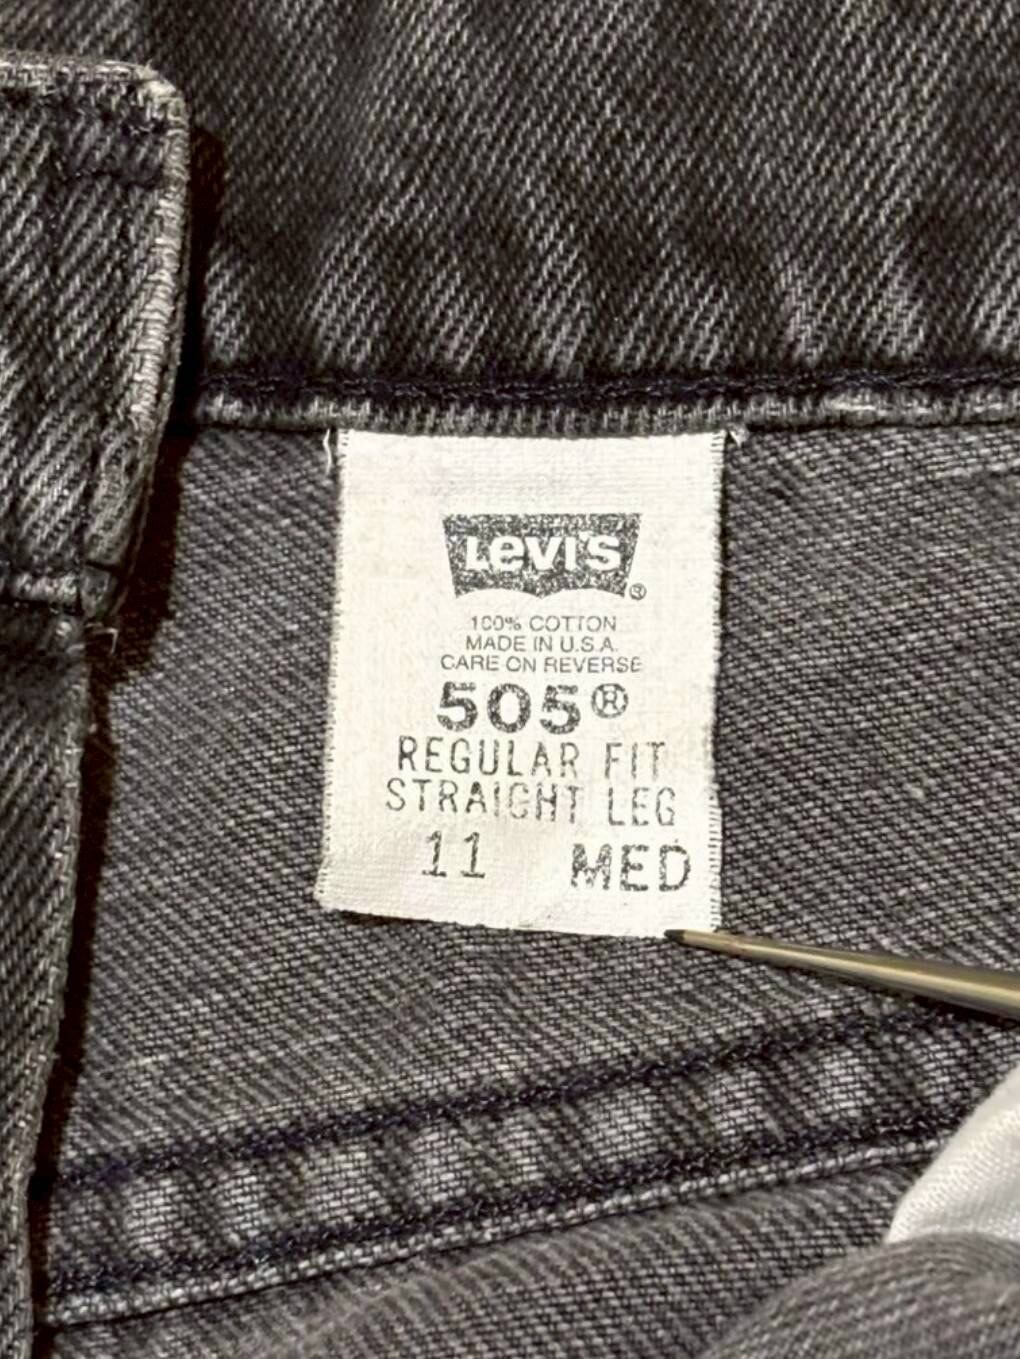 Levi's®
100% COTTON
MADE IN U.S.A.
CARE ON REVERSE
505®
REGULAR FIT
STRAIGHT LEG
11 MED